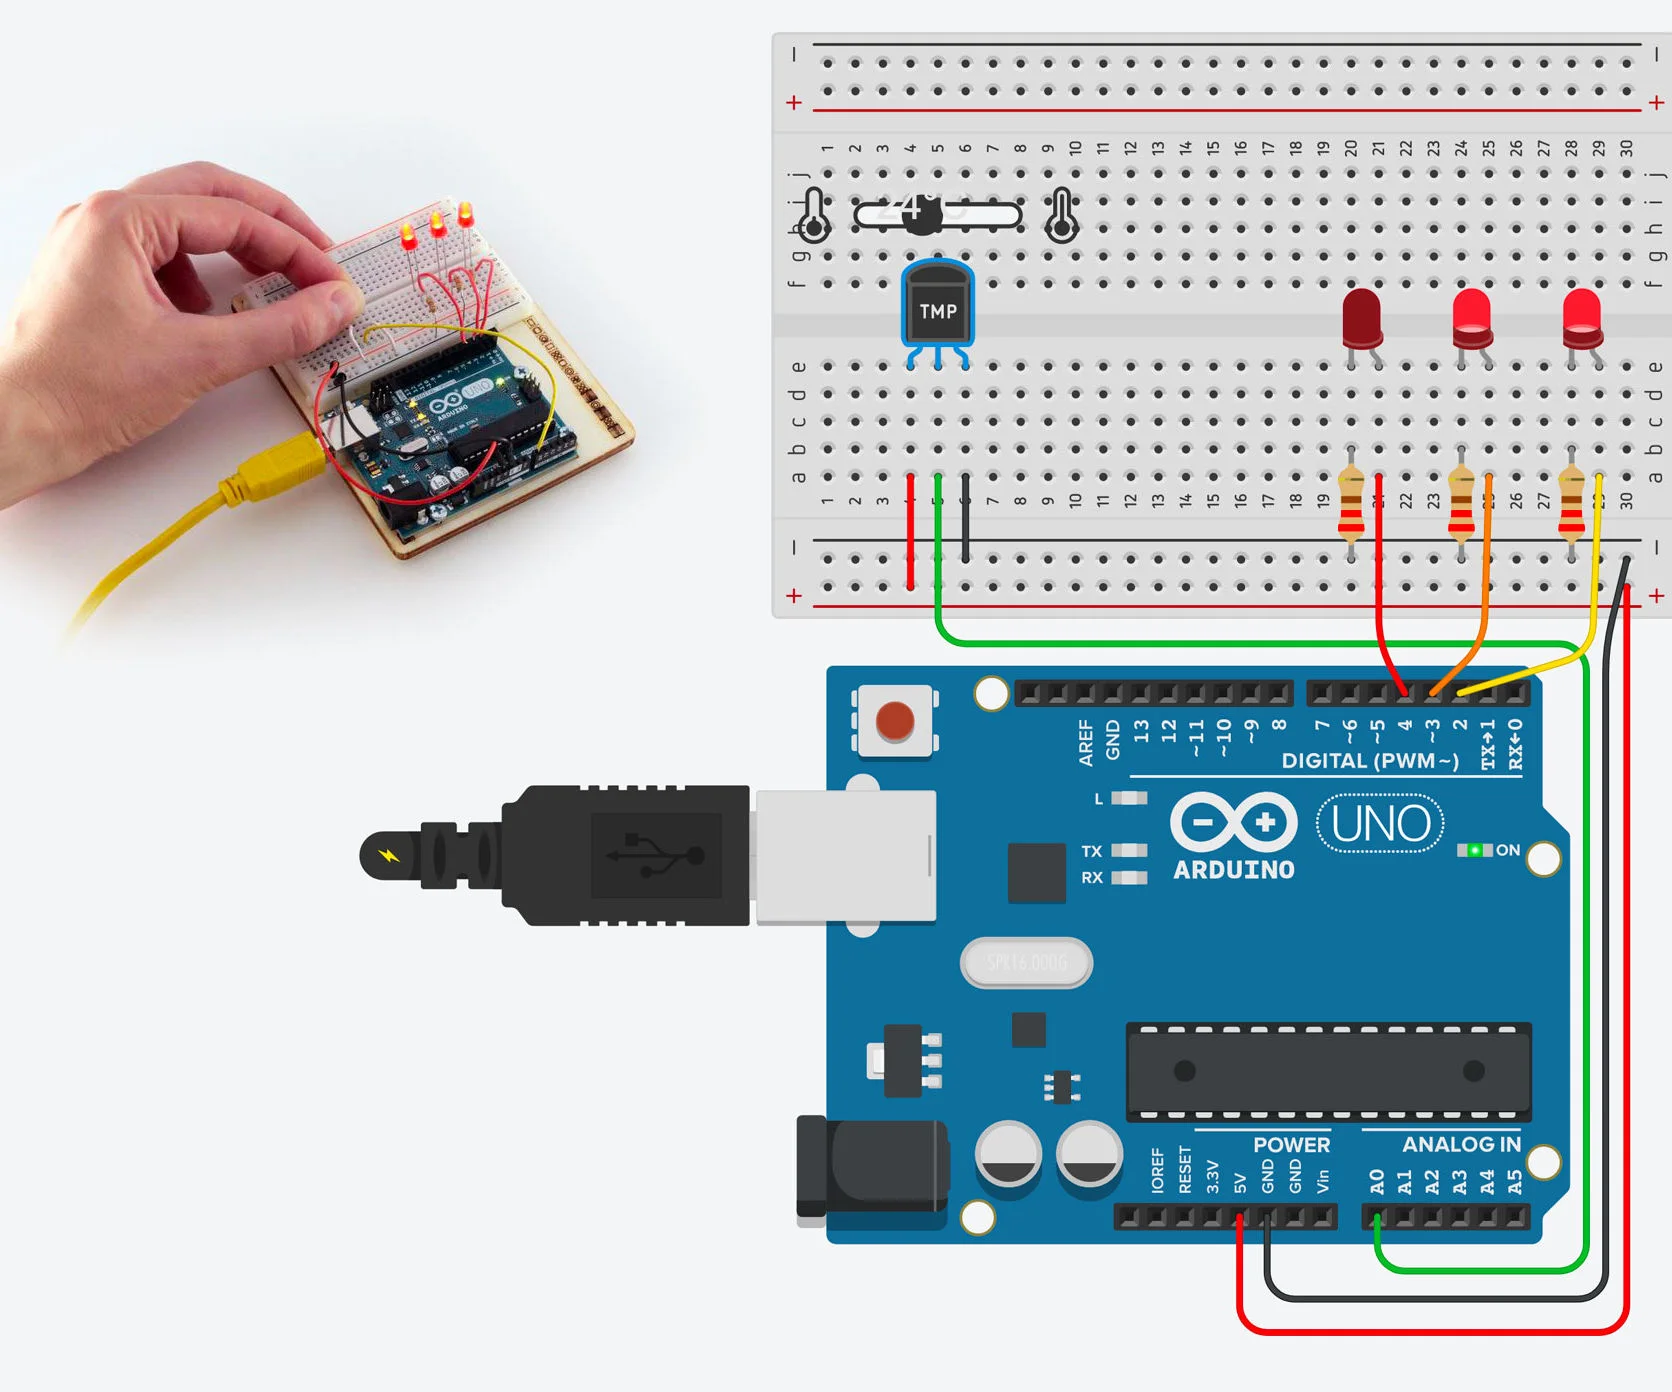 − −
+ +
1 2 3 4 5 6 7 8 9 10 11 12 13 14 15 16 17 18 19 20 21 22 23 24 25 26 27 28 29 30
j j
i i
h h
g g
f f
24°C
TMP
e e
d d
c c
b b
a a
1 2 3 4 5 6 7 8 9 10 11 12 13 14 15 16 17 18 19 20 21 22 23 24 25 26 27 28 29 30
− −
+ +
UNO
ARDUINO
AREF GND 13 12 ~11 ~10 ~9 8 7 ~6 ~5 4 ~3 2 TX→1 RX←0
DIGITAL (PWM~)
L
TX
RX
UNO
ARDUINO
ON
SPK16.000G
POWER
ANALOG IN
IOREF RESET 3.3V 5V GND GND Vin A0 A1 A2 A3 A4 A5